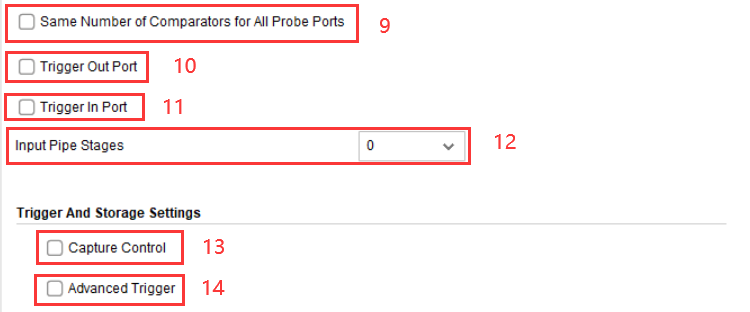 Same Number of Comparators for All Probe Ports 9
Trigger Out Port 10
Trigger In Port 11
Input Pipe Stages 0 12
Trigger And Storage Settings
Capture Control 13
Advanced Trigger 14